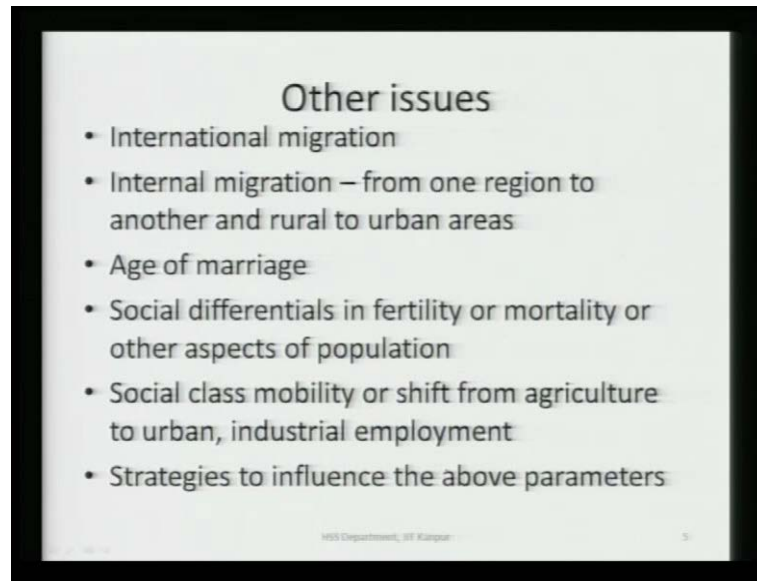 Other issues
• International migration
• Internal migration – from one region to
another and rural to urban areas
• Age of marriage
• Social differentials in fertility or mortality or
other aspects of population
• Social class mobility or shift from agriculture
to urban, industrial employment
• Strategies to influence the above parameters
HSS Department, IIT Kanpur
5